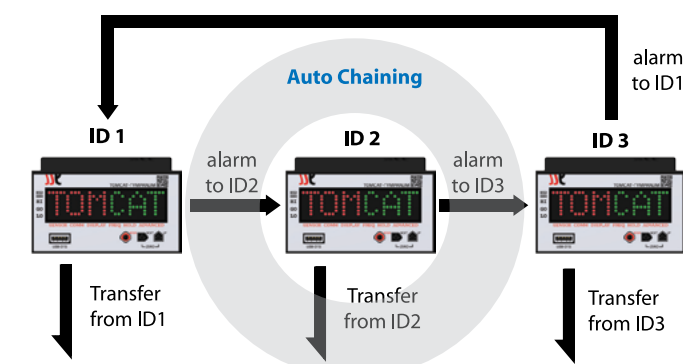 alarm
to ID1
Auto Chaining
ID 1
ID 2
ID 3
alarm
to ID2
alarm
to ID3
TOMCAT
TOMCAT
TOMCAT
Transfer
from ID1
Transfer
from ID2
Transfer
from ID3